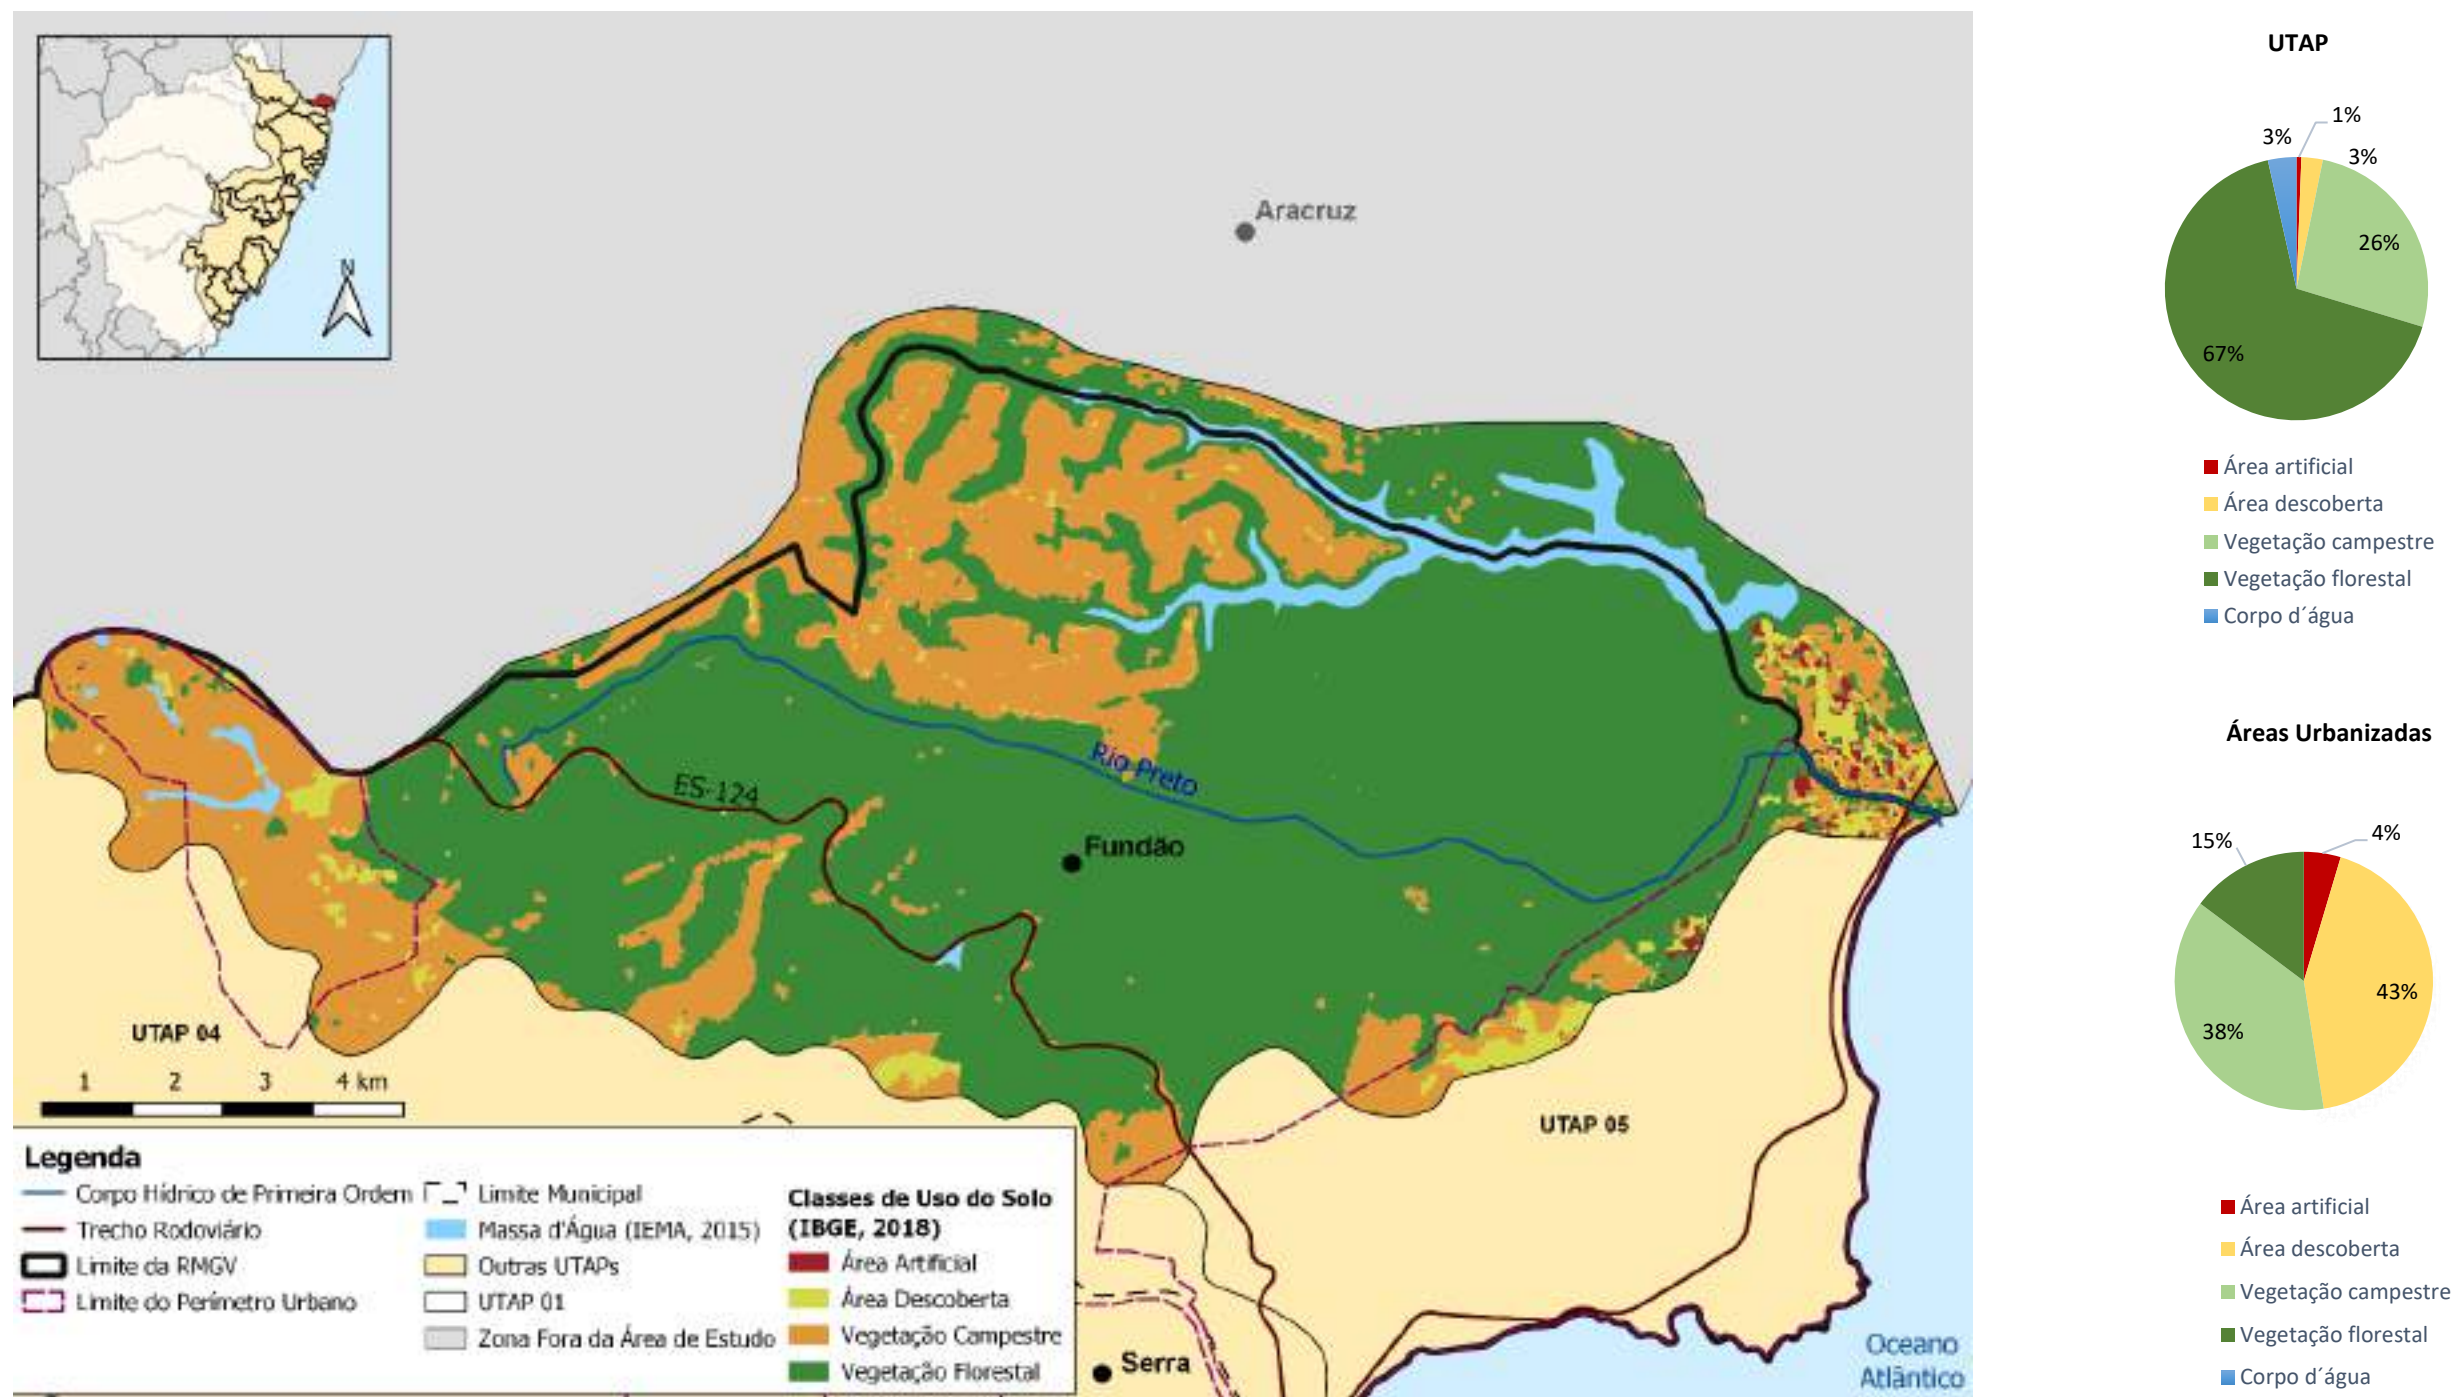 N
Aracruz
Rio Preto
ES-124
Fundão
UTAP 04
UTAP 05
1 2 3 4 km
Serra
Oceano
Atlântico
Legenda
Corpo Hídrico de Primeira Ordem
Trecho Rodoviário
Limite da RMGV
Limite do Perímetro Urbano
Limite Municipal
Massa d'Água (IEMA, 2015)
Outras UTAPs
UTAP 01
Zona Fora da Área de Estudo
Classes de Uso do Solo
(IBGE, 2018)
Área Artificial
Área Descoberta
Vegetação Campestre
Vegetação Florestal
UTAP
1%
3%
3%
26%
67%
Área artificial
Área descoberta
Vegetação campestre
Vegetação florestal
Corpo d´água
Áreas Urbanizadas
4%
15%
43%
38%
Área artificial
Área descoberta
Vegetação campestre
Vegetação florestal
Corpo d´água